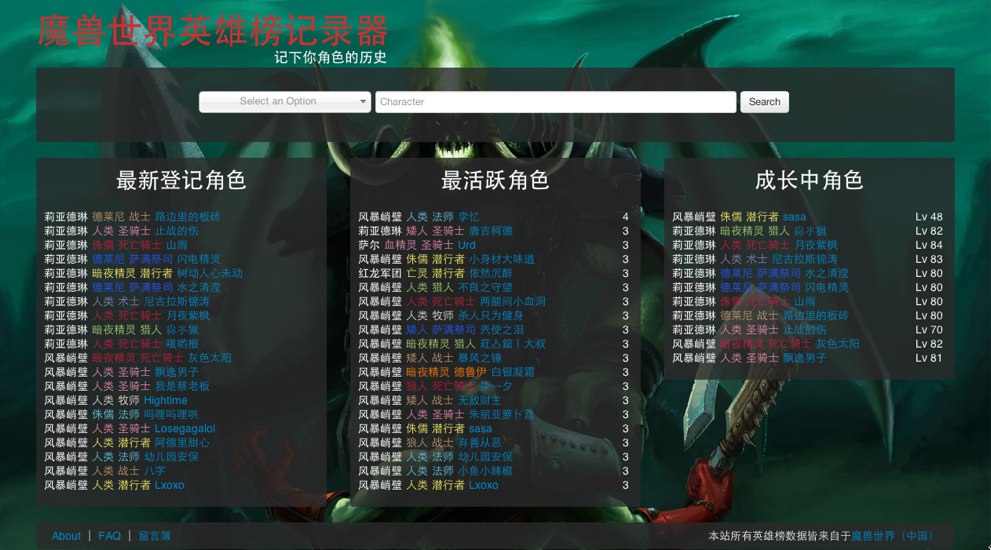 魔兽世界英雄榜记录器
记下你角色的历史
Select an Option
Character
Search
最新登记角色
莉亚德琳 德莱尼 战士 路边里的板砖
莉亚德琳 人类 圣骑士 止战的伤
莉亚德琳 侏儒 死亡骑士 山雨
莉亚德琳 德莱尼 萨满祭司 闪电精灵
莉亚德琳 暗夜精灵 潜行者 树动人心未动
莉亚德琳 德莱尼 萨满祭司 水之清滢
莉亚德琳 人类 术士 尼古拉斯锦涛
莉亚德琳 人类 死亡骑士 月夜紫枫
莉亚德琳 暗夜精灵 猎人 尛氺猟
莉亚德琳 人类 死亡骑士 哦哟根
风暴峭壁 暗夜精灵 死亡骑士 灰色太阳
风暴峭壁 人类 圣骑士 飘逸男子
风暴峭壁 人类 圣骑士 我是蔡老板
风暴峭壁 人类 牧师 Hightime
风暴峭壁 侏儒 法师 呜哩呜哩哄
风暴峭壁 人类 圣骑士 Losegagalol
风暴峭壁 人类 潜行者 阿德里甜心
风暴峭壁 人类 法师 幼儿园安保
风暴峭壁 人类 战士 八字
风暴峭壁 人类 潜行者 Lxoxo
最活跃角色
风暴峭壁 人类 法师 李忆 4
莉亚德琳 矮人 圣骑士 唐吉柯德 3
萨尔 血精灵 圣骑士 Urd 3
风暴峭壁 侏儒 潜行者 小身材大味道 3
红龙军团 亡灵 潜行者 依然沉醉 3
风暴峭壁 人类 猎人 不良之守望 3
风暴峭壁 人类 死亡骑士 两腿间小血洞 3
风暴峭壁 人类 牧师 杀人只为健身 3
风暴峭壁 矮人 萨满祭司 兲使之泪 3
风暴峭壁 暗夜精灵 猎人 丨大叔 3
风暴峭壁 矮人 战士 暴风之锤 3
风暴峭壁 暗夜精灵 德鲁伊 白银凝霜 3
风暴峭壁 狼人 死亡骑士 夕 3
风暴峭壁 矮人 战士 无敌财主 3
风暴峭壁 人类 圣骑士 朱丽亚萝卜 3
风暴峭壁 侏儒 潜行者 sasa 3
风暴峭壁 狼人 战士 弃善从恶 3
风暴峭壁 人类 法师 幼儿园安保 3
风暴峭壁 人类 法师 小鱼小辣椒 3
风暴峭壁 人类 潜行者 Lxoxo 3
成长中角色
风暴峭壁 侏儒 潜行者 sasa Lv 48
莉亚德琳 暗夜精灵 猎人 尛氺猟 Lv 82
莉亚德琳 人类 死亡骑士 月夜紫枫 Lv 84
莉亚德琳 人类 术士 尼古拉斯锦涛 Lv 83
莉亚德琳 德莱尼 萨满祭司 水之清滢 Lv 80
莉亚德琳 德莱尼 萨满祭司 闪电精灵 Lv 80
莉亚德琳 侏儒 死亡骑士 山雨 Lv 80
莉亚德琳 德莱尼 战士 路边里的板砖 Lv 80
莉亚德琳 人类 圣骑士 止战的伤 Lv 70
风暴峭壁 暗夜精灵 死亡骑士 灰色太阳 Lv 82
风暴峭壁 人类 圣骑士 飘逸男子 Lv 81
About | FAQ | 留言簿
本站所有英雄榜数据皆来自于魔兽世界（中国）